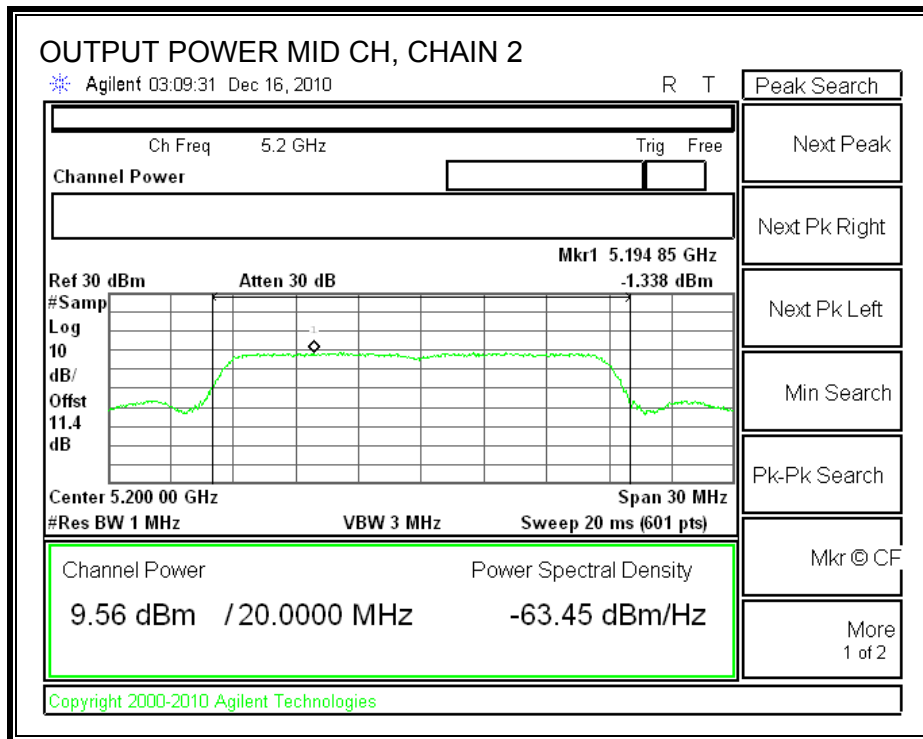 OUTPUT POWER MID CH, CHAIN 2
Agilent 03:09:31 Dec 16, 2010 R T
Peak Search
Ch Freq 5.2 GHz Trig Free
Channel Power
Mkr1 5.194 85 GHz
Ref 30 dBm Atten 30 dB -1.338 dBm
#Samp
Log
10
dB/
Offst
11.4
dB
1
Center 5.200 00 GHz Span 30 MHz
#Res BW 1 MHz VBW 3 MHz Sweep 20 ms (601 pts)
Channel Power Power Spectral Density
9.56 dBm / 20.0000 MHz -63.45 dBm/Hz
Copyright 2000-2010 Agilent Technologies
Next Peak
Next Pk Right
Next Pk Left
Min Search
Pk-Pk Search
Mkr © CF
More
1 of 2